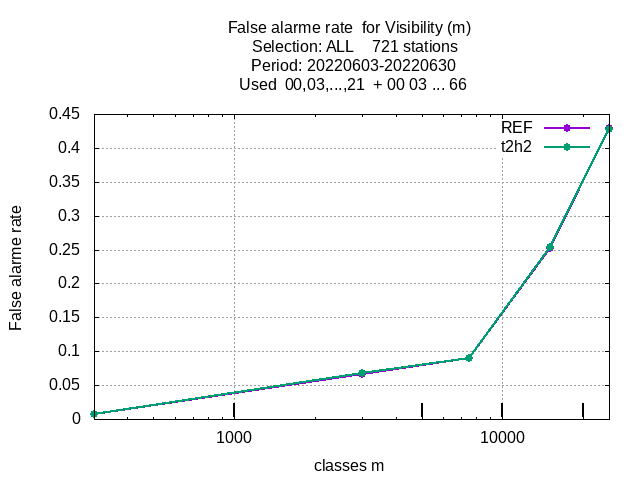 False alarme rate  for Visibility (m)
Selection: ALL    721 stations
Period: 20220603-20220630
Used  00,03,...,21  + 00 03 ... 66
REF
t2h2
0.45
0.4
0.35
0.3
0.25
0.2
0.15
0.1
0.05
0
False alarme rate
1000
10000
classes m